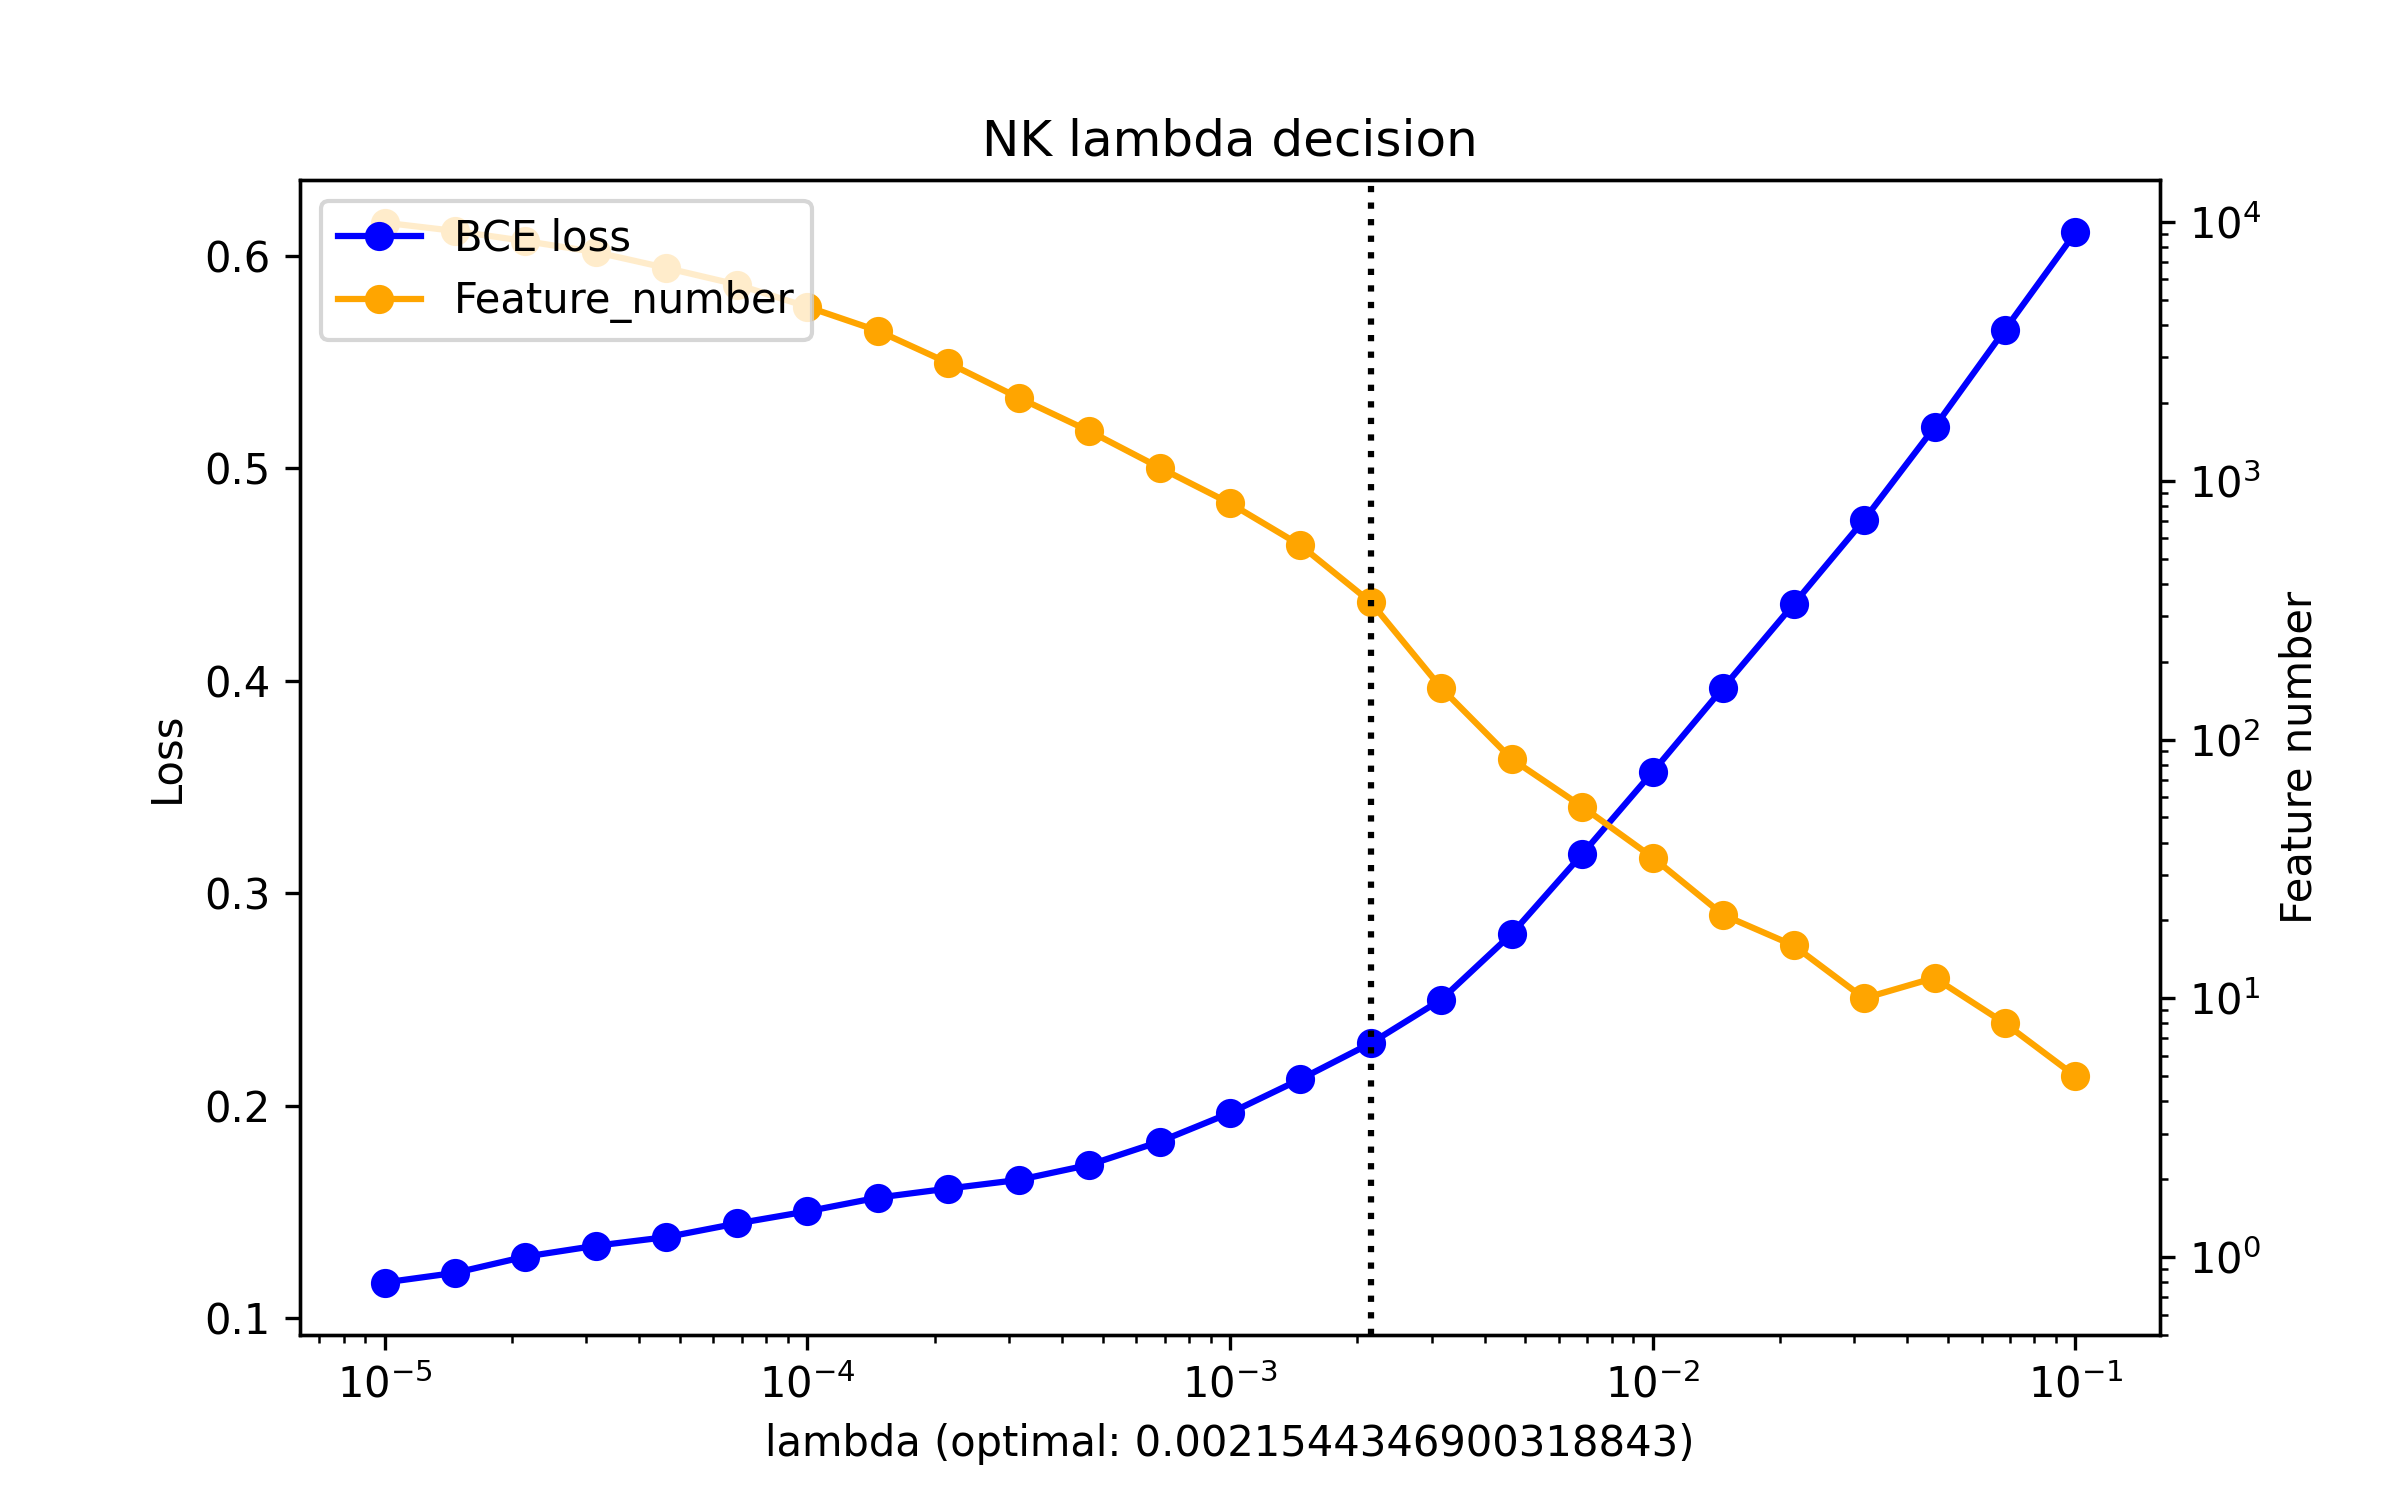 NK lambda decision
BCE loss
Feature_number
0.6
0.5
0.4
0.3
0.2
0.1
Loss
10⁴
10³
10²
10¹
10⁰
Feature number
10⁻⁵ 10⁻⁴ 10⁻³ 10⁻² 10⁻¹
lambda (optimal: 0.0021544346900318843)